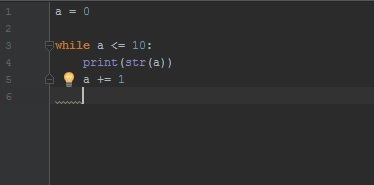 1 a = 0
2
3 while a <= 10:
4     print(str(a))
5     a += 1
6